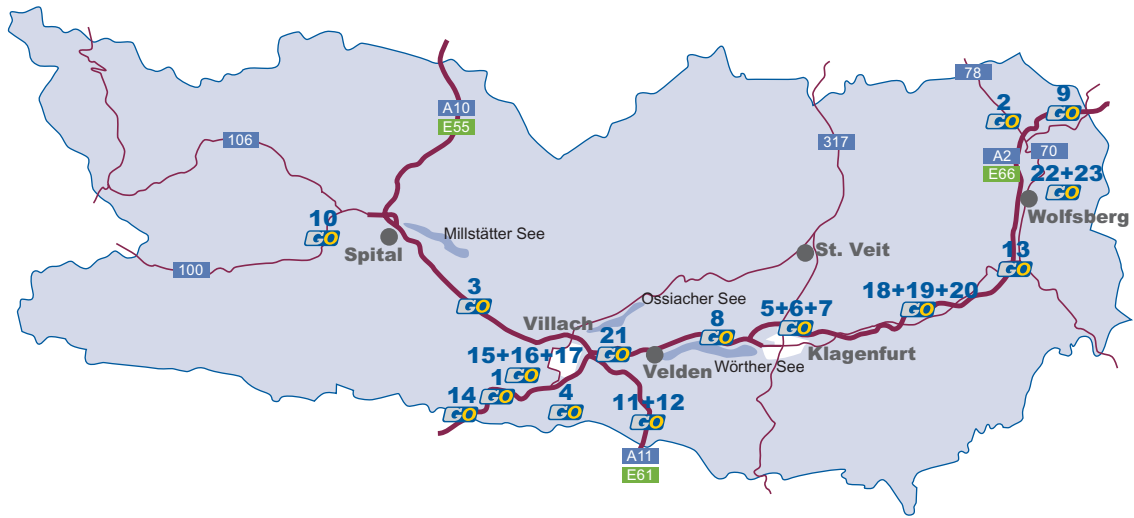 78
2
9
GO
GO
A10
E55
106
317
A2
E66
70
22+23
GO
Wolfsberg
10
GO
Millstätter See
Spital
St. Veit
100
13
GO
3
GO
18+19+20
GO
Ossiacher See
5+6+7
GO
Villach
8
GO
21
GO
Klagenfurt
15+16+17
GO
Velden
Wörther See
1
GO
14
GO
4
GO
11+12
GO
A11
E61